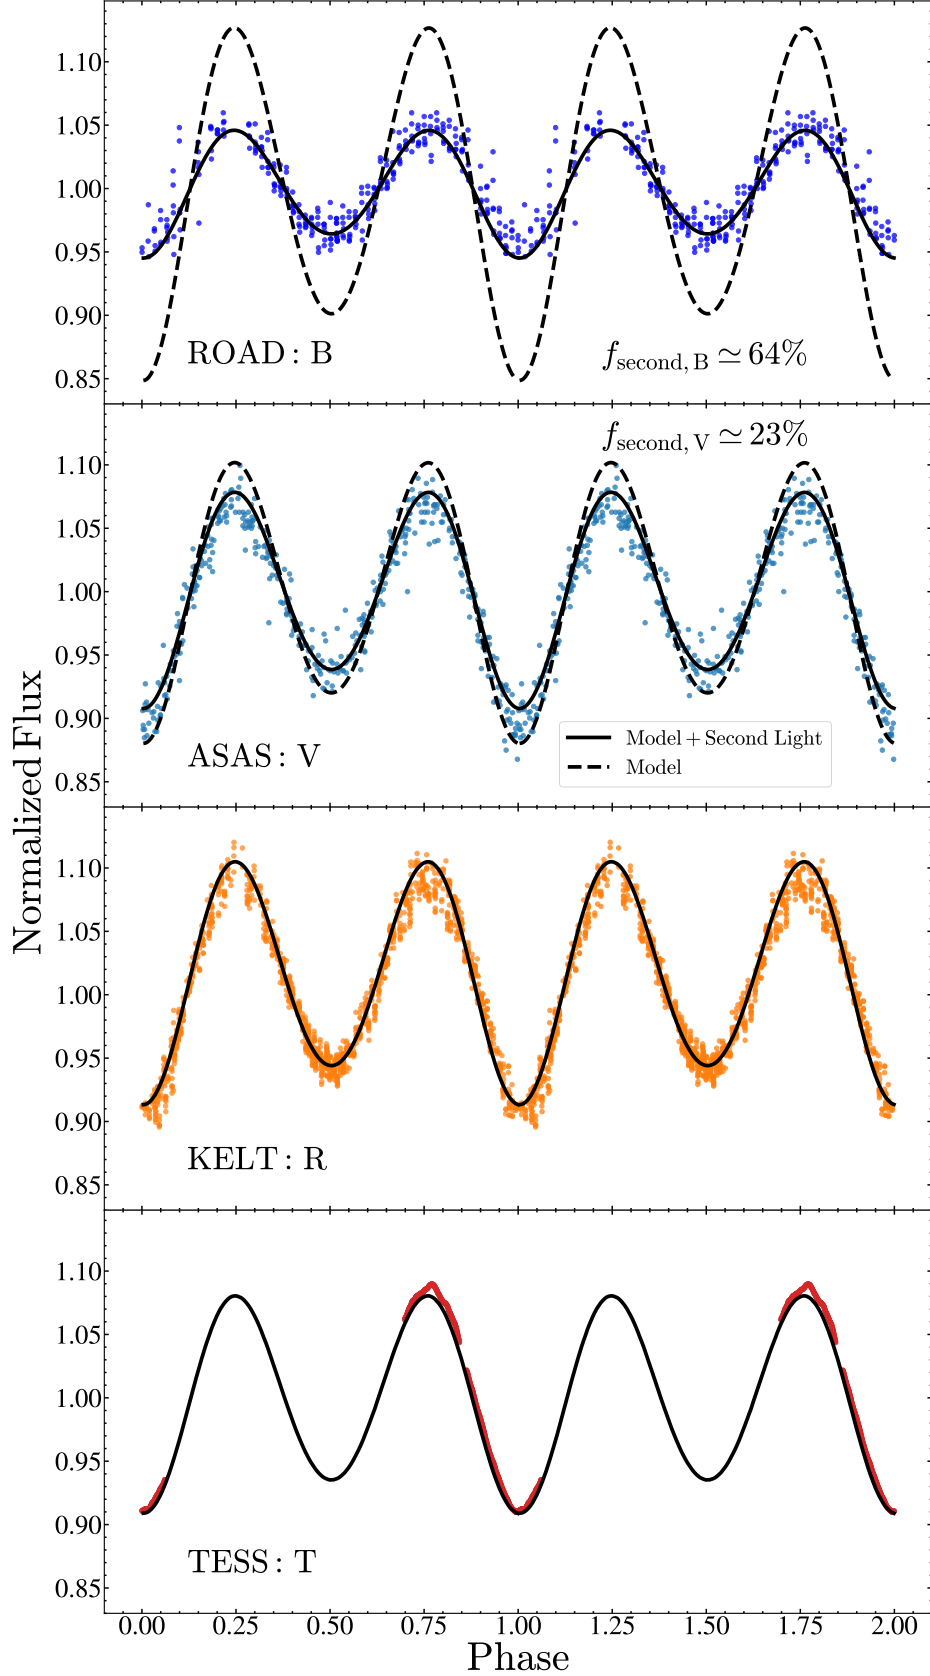 Normalized Flux
1.10
1.05
1.00
0.95
0.90
0.85
ROAD: B
f_second, B ≃ 64%
f_second, V ≃ 23%
1.10
1.05
1.00
0.95
0.90
0.85
ASAS: V
Model + Second Light
Model
1.10
1.05
1.00
0.95
0.90
0.85
KELT: R
1.10
1.05
1.00
0.95
0.90
0.85
TESS: T
0.00 0.25 0.50 0.75 1.00 1.25 1.50 1.75 2.00
Phase